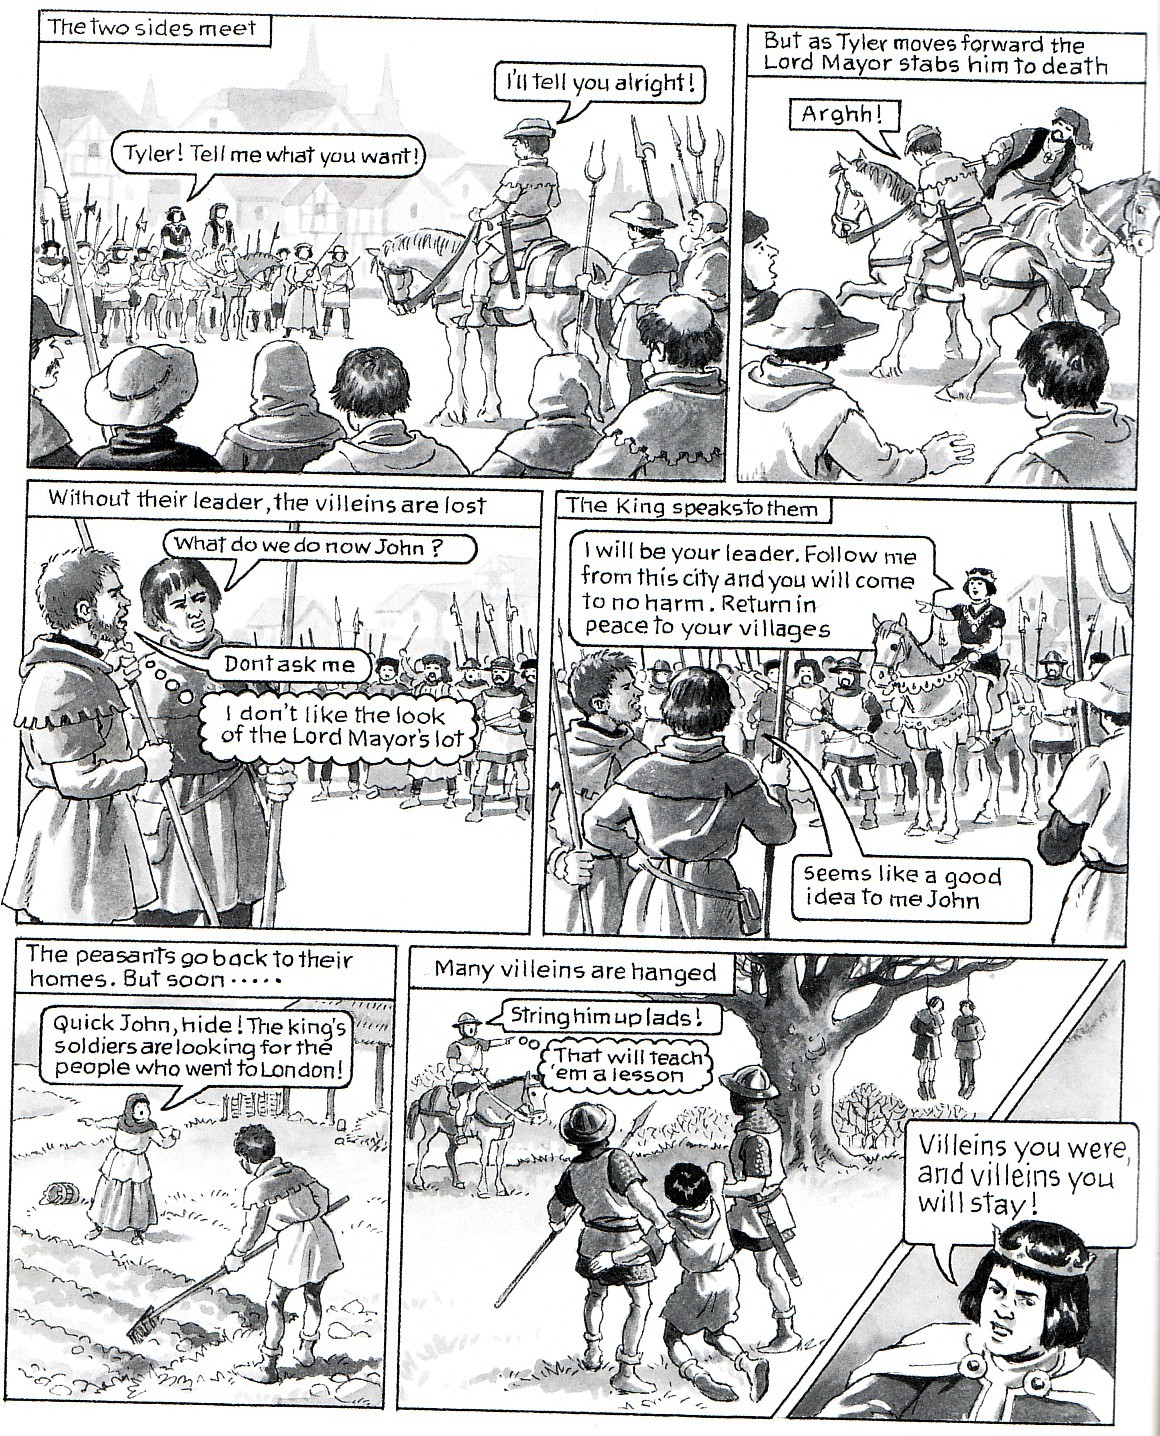 The two sides meet
Tyler! Tell me what you want!
I'll tell you alright!
But as Tyler moves forward the
Lord Mayor stabs him to death
Arghh!
Without their leader, the villeins are lost
What do we do now John?
Dont ask me
I don't like the look
of the Lord Mayor's lot
The King speaks to them
I will be your leader. Follow me
from this city and you will come
to no harm. Return in
peace to your villages
Seems like a good
idea to me John
The peasants go back to their
homes. But soon .....
Quick John, hide! The king's
soldiers are looking for the
people who went to London!
Many villeins are hanged
String him up lads!
That will teach
'em a lesson
Villeins you were,
and villeins you
will stay!